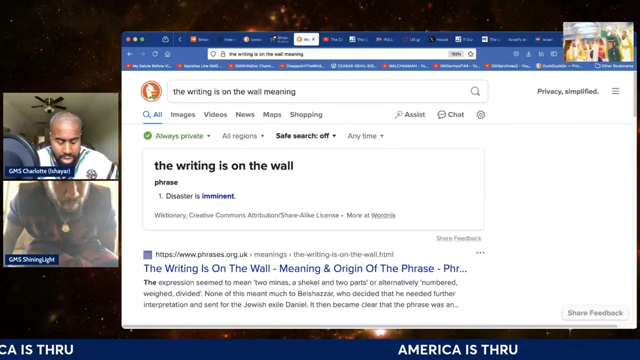 the writing is on the wall meaning
the writing is on the wall meaning
Privacy, simplified.
All Images Videos News Maps Shopping Assist Chat
Always private All regions Safe search: off Any time
the writing is on the wall
phrase
1. Disaster is imminent.
Wiktionary, Creative Commons Attribution/Share-Alike License • More at Wordnik
Share Feedback
https://www.phrases.org.uk › meanings › the-writing-is-on-the-wall.html
The Writing Is On The Wall - Meaning & Origin Of The Phrase - Phr...
The expression seemed to mean 'two minas, a shekel and two parts' or alternatively 'numbered,
weighed, divided'. None of this meant much to Belshazzar, who decided that he needed further
interpretation and sent for the Jewish exile Daniel. It then became clear that the phrase was an...
Share Feedback
GMS Charlotte (Ishayar)
GMS ShiningLight
CA IS THRU
AMERICA IS THRU